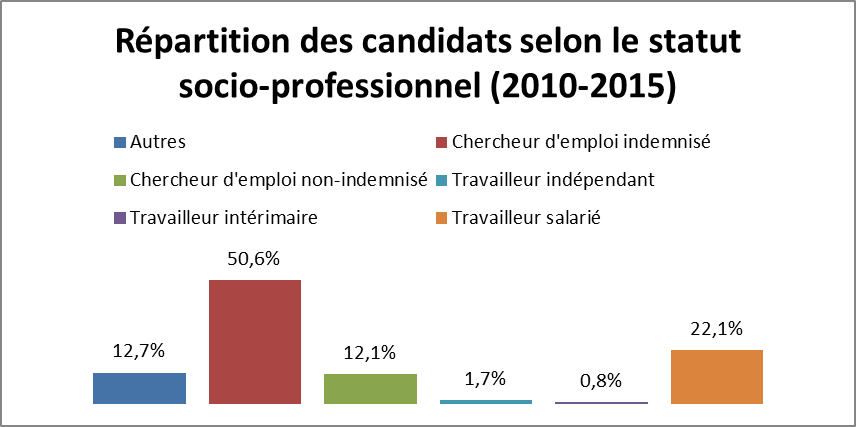 Répartition des candidats selon le statut
socio-professionnel (2010-2015)
Autres
Chercheur d'emploi indemnisé
Chercheur d'emploi non-indemnisé
Travailleur indépendant
Travailleur intérimaire
Travailleur salarié
12,7%
50,6%
12,1%
1,7%
0,8%
22,1%